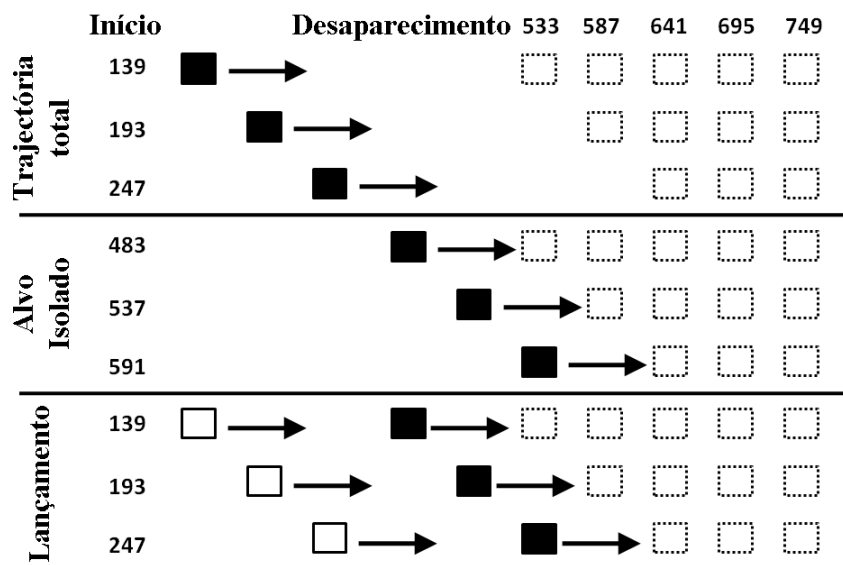 Início Desaparecimento 533 587 641 695 749
Trajectória
total
139
193
247
Alvo
Isolado
483
537
591
Lançamento
139
193
247